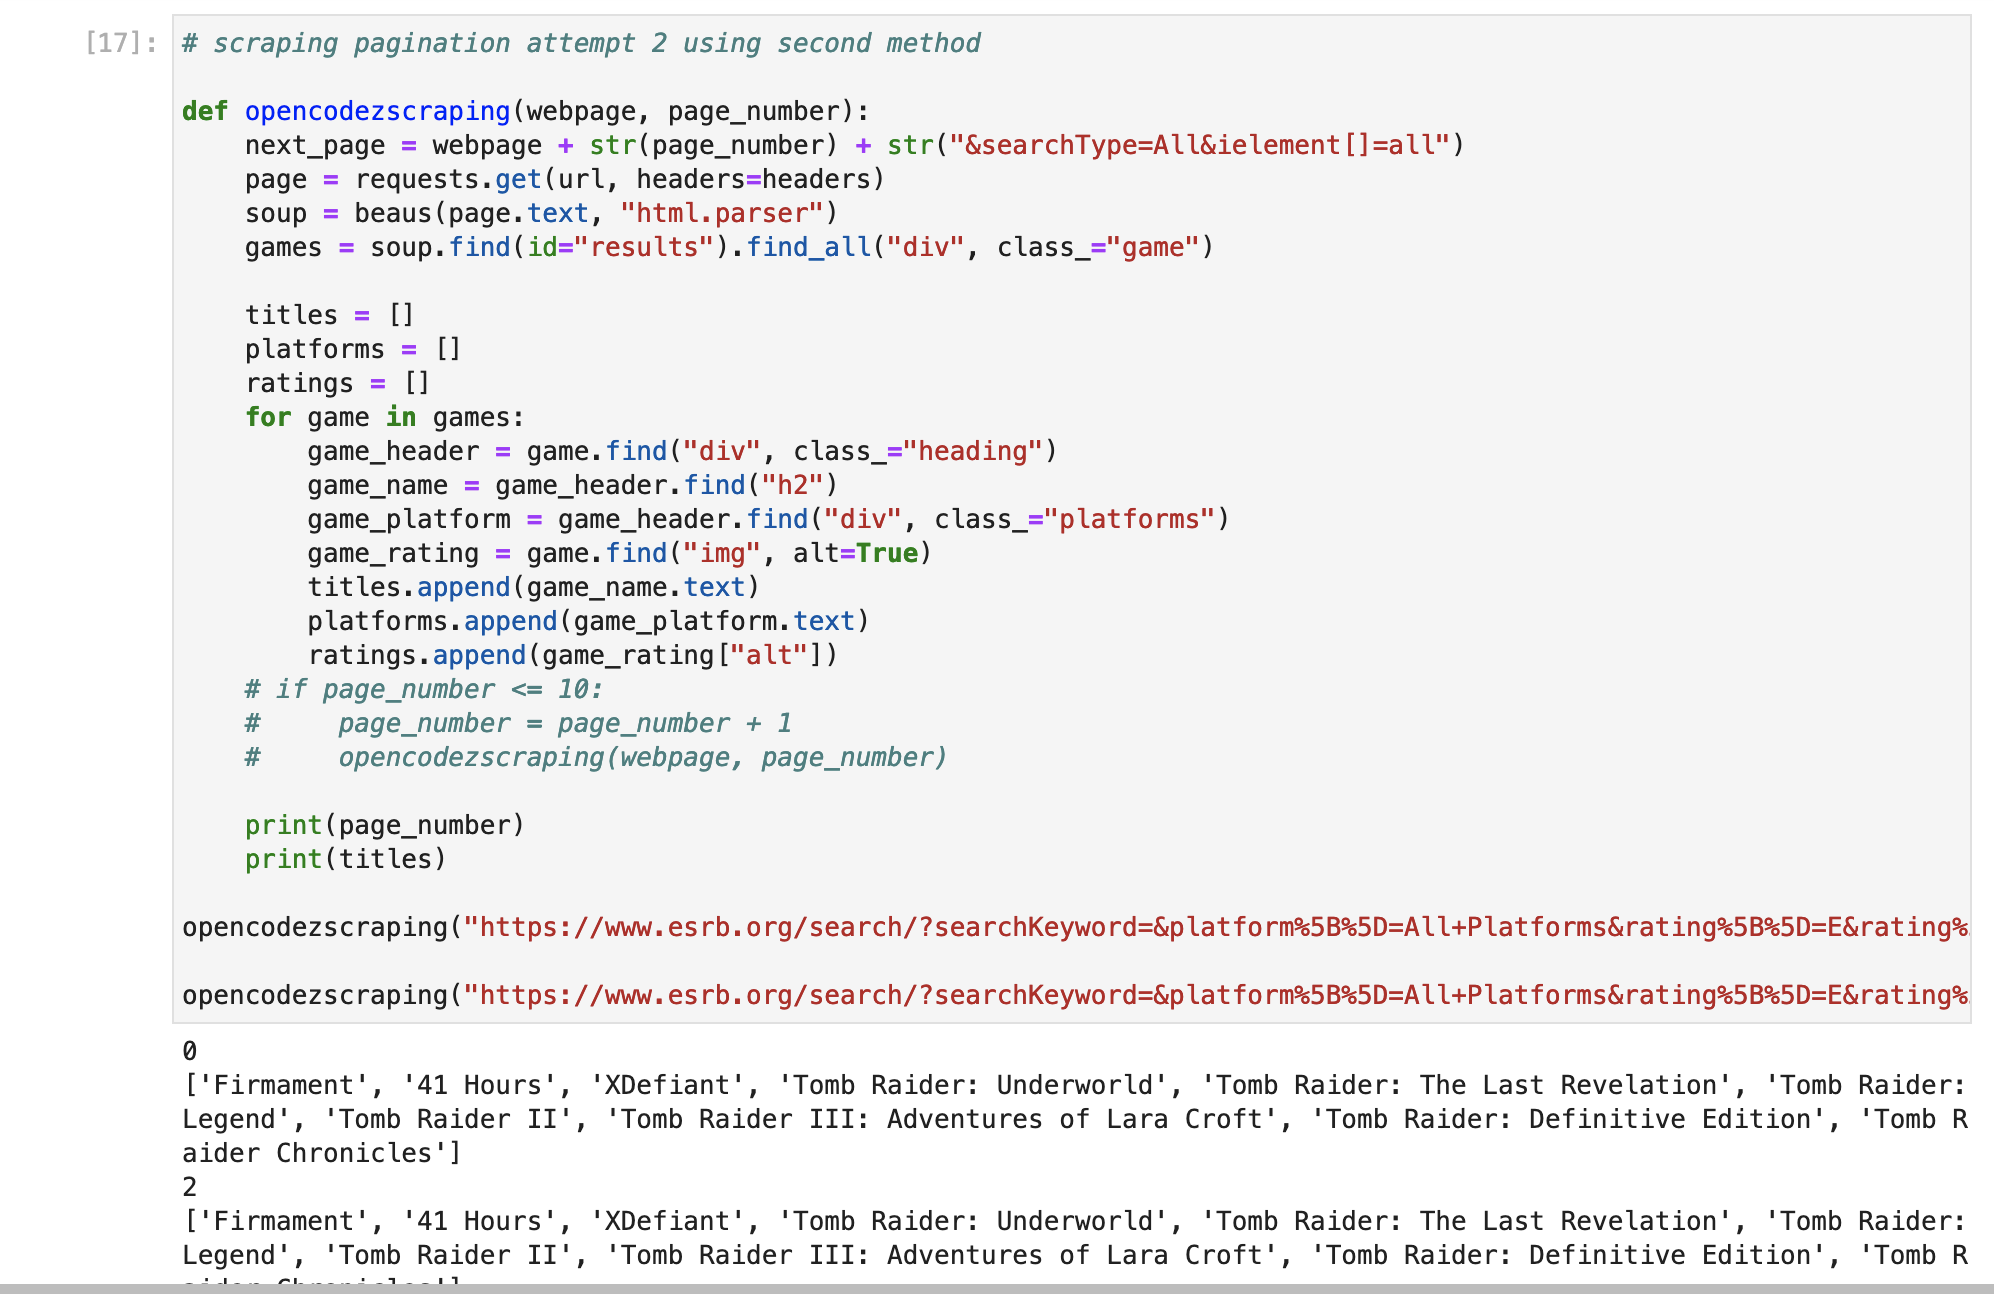 [17]: # scraping pagination attempt 2 using second method
def opencodezscraping(webpage, page_number):
    next_page = webpage + str(page_number) + str("&searchType=All&ielement[]=all")
    page = requests.get(url, headers=headers)
    soup = beaus(page.text, "html.parser")
    games = soup.find(id="results").find_all("div", class_="game")
    titles = []
    platforms = []
    ratings = []
    for game in games:
        game_header = game.find("div", class_="heading")
        game_name = game_header.find("h2")
        game_platform = game_header.find("div", class_="platforms")
        game_rating = game.find("img", alt=True)
        titles.append(game_name.text)
        platforms.append(game_platform.text)
        ratings.append(game_rating["alt"])
    # if page_number <= 10:
    #     page_number = page_number + 1
    #     opencodezscraping(webpage, page_number)
    print(page_number)
    print(titles)
opencodezscraping("https://www.esrb.org/search/?searchKeyword=&platform%5B%5D=All+Platforms&rating%5B%5D=E&rating%
opencodezscraping("https://www.esrb.org/search/?searchKeyword=&platform%5B%5D=All+Platforms&rating%5B%5D=E&rating%
0
['Firmament', '41 Hours', 'XDefiant', 'Tomb Raider: Underworld', 'Tomb Raider: The Last Revelation', 'Tomb Raider:
Legend', 'Tomb Raider II', 'Tomb Raider III: Adventures of Lara Croft', 'Tomb Raider: Definitive Edition', 'Tomb R
aider Chronicles']
2
['Firmament', '41 Hours', 'XDefiant', 'Tomb Raider: Underworld', 'Tomb Raider: The Last Revelation', 'Tomb Raider:
Legend', 'Tomb Raider II', 'Tomb Raider III: Adventures of Lara Croft', 'Tomb Raider: Definitive Edition', 'Tomb R